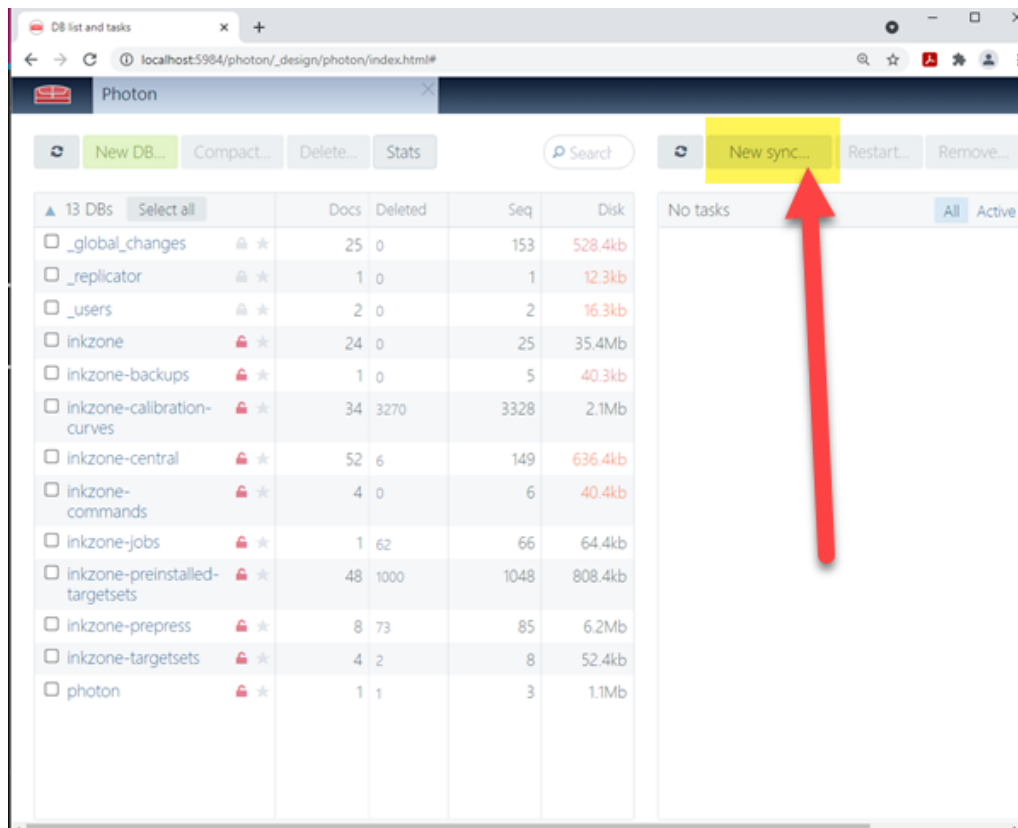 DB list and tasks
localhost:5984/photon/_design/photon/index.html#
Photon
New DB... Compact... Delete... Stats Search New sync... Restart... Remove...
13 DBs Select all Docs Deleted Seq Disk No tasks All Active
_global_changes 25 0 153 528.4kb
_replicator 1 0 1 12.3kb
_users 2 0 2 16.3kb
inkzone 24 0 25 35.4Mb
inkzone-backups 1 0 5 40.3kb
inkzone-calibration- 34 3270 3328 2.1Mb
curves
inkzone-central 52 6 149 636.4kb
inkzone- 4 0 6 40.4kb
commands
inkzone-jobs 1 62 66 64.4kb
inkzone-preinstalled- 48 1000 1048 808.4kb
targetsets
inkzone-prepress 8 73 85 6.2Mb
inkzone-targetsets 4 2 8 52.4kb
photon 1 1 3 1.1Mb